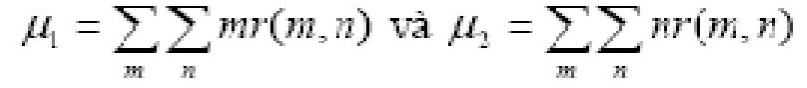 μ₁ = ∑∑ mr(m,n) và μ₂ = ∑∑ nr(m,n)
m n m n